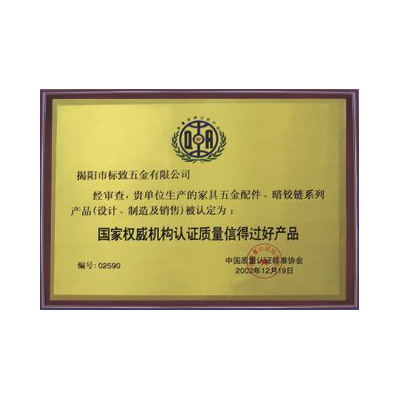 Q R
揭阳市标致五金有限公司
经审查,贵单位生产的家具五金配件、暗铰链系列
产品(设计、制造及销售)被认定为:
国家权威机构认证质量信得过好产品
编号:02590
中国质量认证标准协会
2002年12月19日